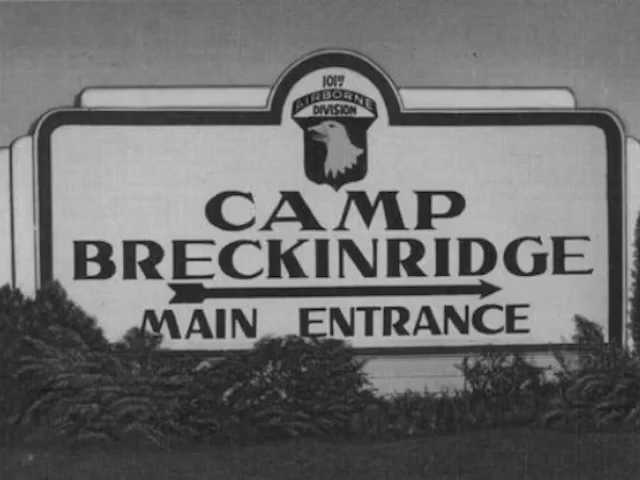 101ST
AIRBORNE
DIVISION
CAMP
BRECKINRIDGE
MAIN ENTRANCE